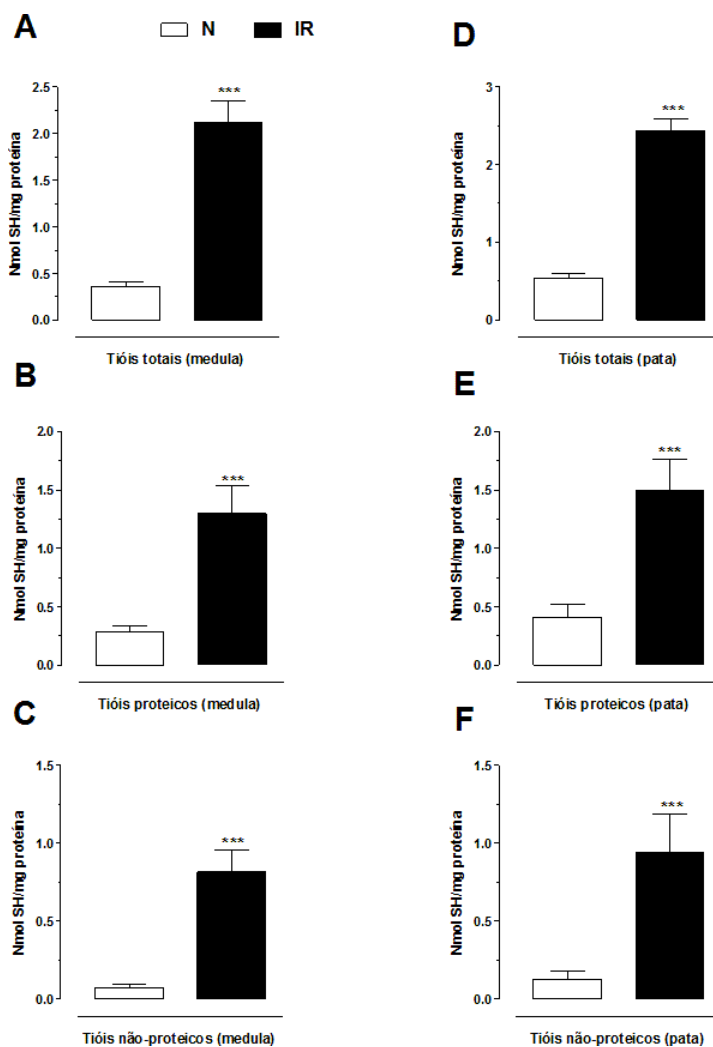 A
N IR
Nmol SH/mg proteína
2.5
2.0
1.5
1.0
0.5
0.0
***
Tióis totais (medula)
D
Nmol SH/mg proteína
3
2
1
0
***
Tióis totais (pata)
B
Nmol SH/mg proteína
2.0
1.5
1.0
0.5
0.0
***
Tióis proteicos (medula)
E
Nmol SH/mg proteína
2.0
1.5
1.0
0.5
0.0
***
Tióis proteicos (pata)
C
Nmol SH/mg proteína
1.5
1.0
0.5
0.0
***
Tióis não-proteicos (medula)
F
Nmol SH/mg proteína
1.5
1.0
0.5
0.0
***
Tióis não-proteicos (pata)